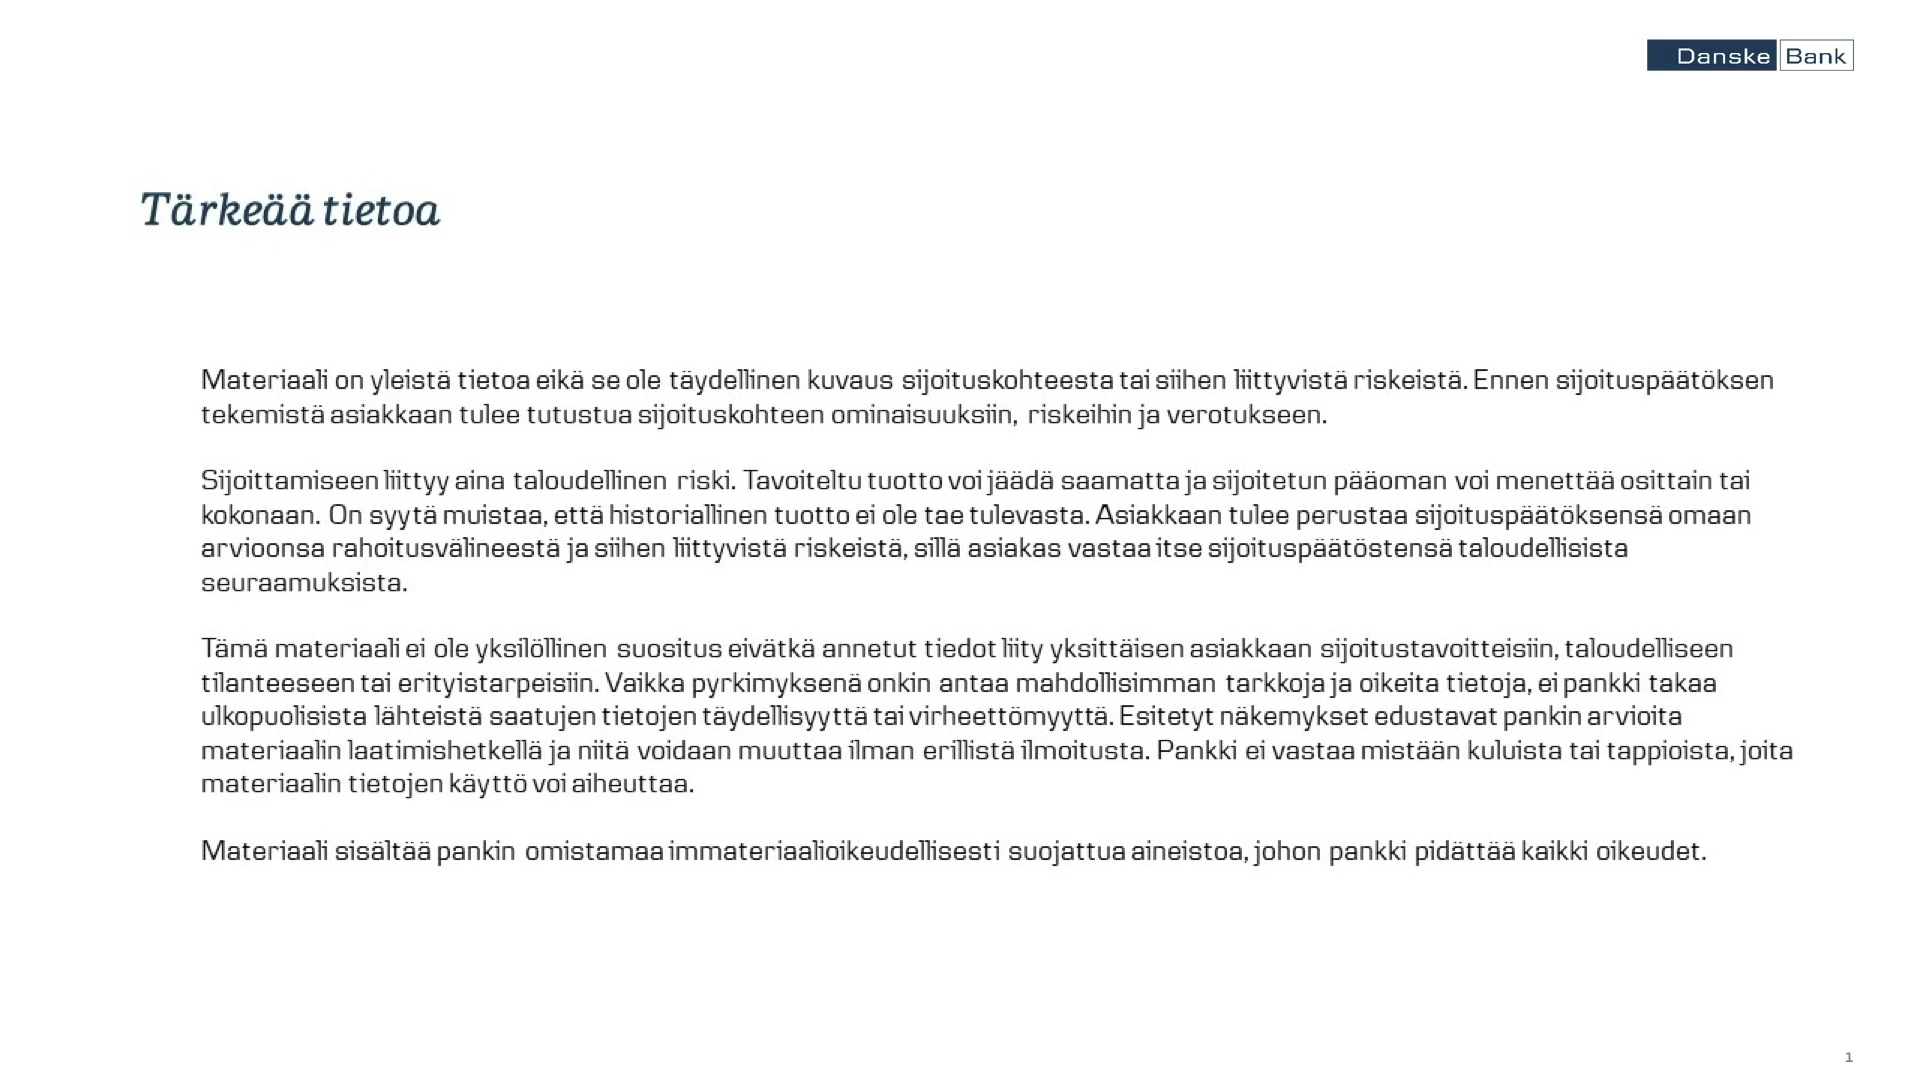 Danske Bank
Tärkeää tietoa
Materiaali on yleistä tietoa eikä se ole täydellinen kuvaus sijoituskohteesta tai siihen liittyvistä riskeistä. Ennen sijoituspäätöksen
tekemistä asiakkaan tulee tutustua sijoituskohteen ominaisuuksiin, riskeihin ja verotukseen.
Sijoittamiseen liittyy aina taloudellinen riski. Tavoiteltu tuotto voi jäädä saamatta ja sijoitetun pääoman voi menettää osittain tai
kokonaan. On syytä muistaa, että historiallinen tuotto ei ole tae tulevasta. Asiakkaan tulee perustaa sijoituspäätöksensä omaan
arvioonsa rahoitusvälineestä ja siihen liittyvistä riskeistä, sillä asiakas vastaa itse sijoituspäätöstensä taloudellisista
seuraamuksista.
Tämä materiaali ei ole yksilöllinen suositus eivätkä annetut tiedot liity yksittäisen asiakkaan sijoitustavoitteisiin, taloudelliseen
tilanteeseen tai erityistarpeisiin. Vaikka pyrkimyksenä onkin antaa mahdollisimman tarkkoja ja oikeita tietoja, ei pankki takaa
ulkopuolisista lähteistä saatujen tietojen täydellisyyttä tai virheettömyyttä. Esitetyt näkemykset edustavat pankin arvioita
materiaalin laatimishetkellä ja niitä voidaan muuttaa ilman erillistä ilmoitusta. Pankki ei vastaa mistään kuluista tai tappioista, joita
materiaalin tietojen käyttö voi aiheuttaa.
Materiaali sisältää pankin omistamaa immateriaalioikeudellisesti suojattua aineistoa, johon pankki pidättää kaikki oikeudet.
1